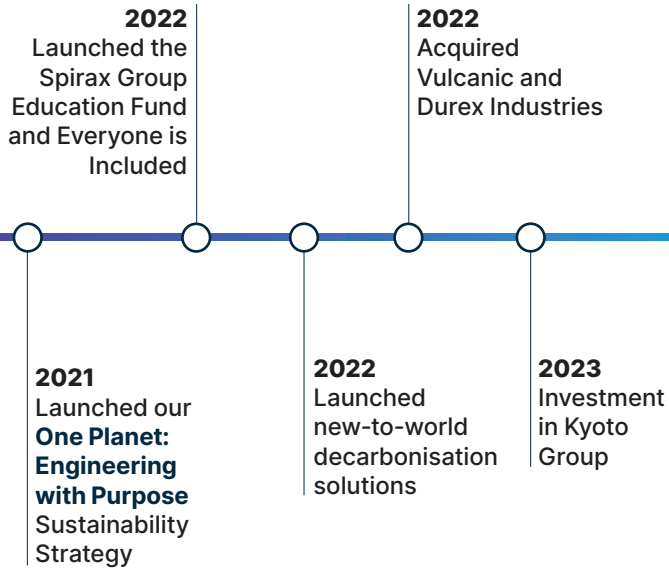 2022
Launched the
Spirax Group
Education Fund
and Everyone is
Included
2022
Acquired
Vulcanic and
Durex Industries
2021
Launched our
One Planet:
Engineering
with Purpose
Sustainability
Strategy
2022
Launched
new-to-world
decarbonisation
solutions
2023
Investment
in Kyoto
Group